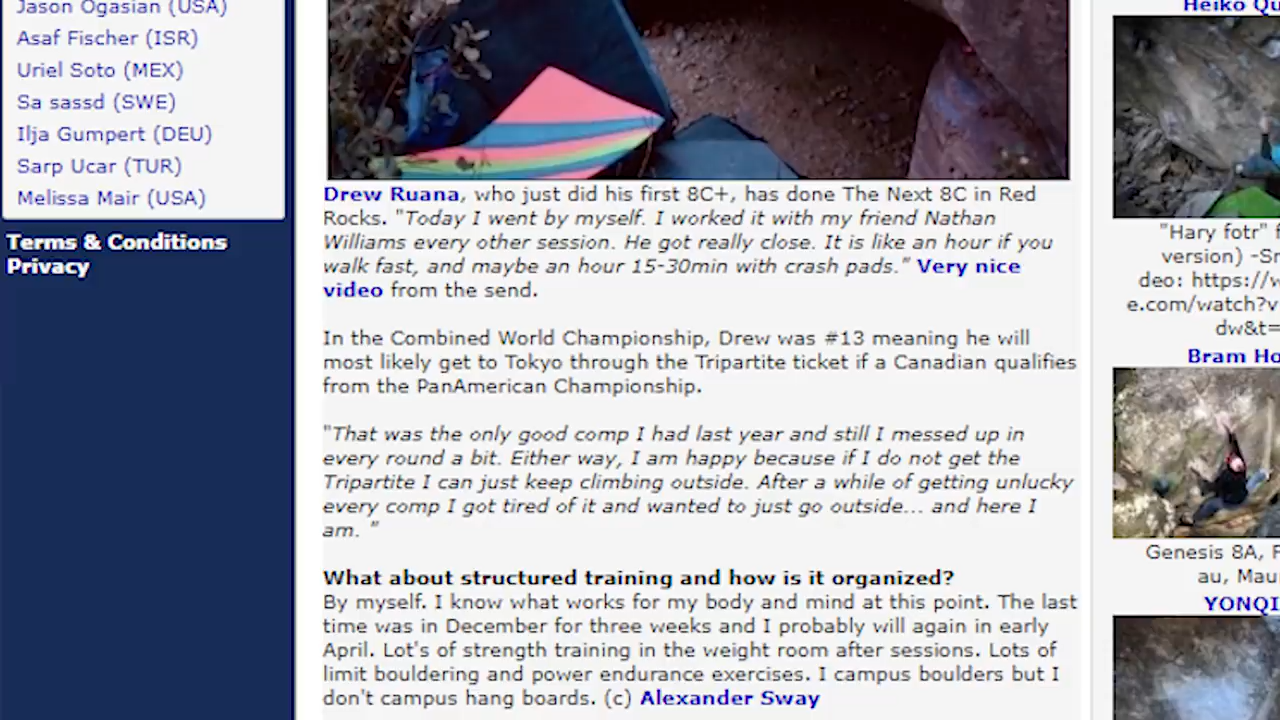 Jason Ogasian (USA)
Asaf Fischer (ISR)
Uriel Soto (MEX)
Sa sassd (SWE)
Ilja Gumpert (DEU)
Sarp Ucar (TUR)
Melissa Mair (USA)
Terms & Conditions
Privacy
Drew Ruana, who just did his first 8C+, has done The Next 8C in Red
Rocks. "Today I went by myself. I worked it with my friend Nathan
Williams every other session. He got really close. It is like an hour if you
walk fast, and maybe an hour 15-30min with crash pads." Very nice
video from the send.
In the Combined World Championship, Drew was #13 meaning he will
most likely get to Tokyo through the Tripartite ticket if a Canadian qualifies
from the PanAmerican Championship.
"That was the only good comp I had last year and still I messed up in
every round a bit. Either way, I am happy because if I do not get the
Tripartite I can just keep climbing outside. After a while of getting unlucky
every comp I got tired of it and wanted to just go outside... and here I
am. "
What about structured training and how is it organized?
By myself. I know what works for my body and mind at this point. The last
time was in December for three weeks and I probably will again in early
April. Lot's of strength training in the weight room after sessions. Lots of
limit bouldering and power endurance exercises. I campus boulders but I
don't campus hang boards. (c) Alexander Sway
Heiko Qu
"Hary fotr" f
version) -Sr
deo: https://w
e.com/watch?v
dw&t=
Bram Ho
Genesis 8A, F
au, Mau
YONQI